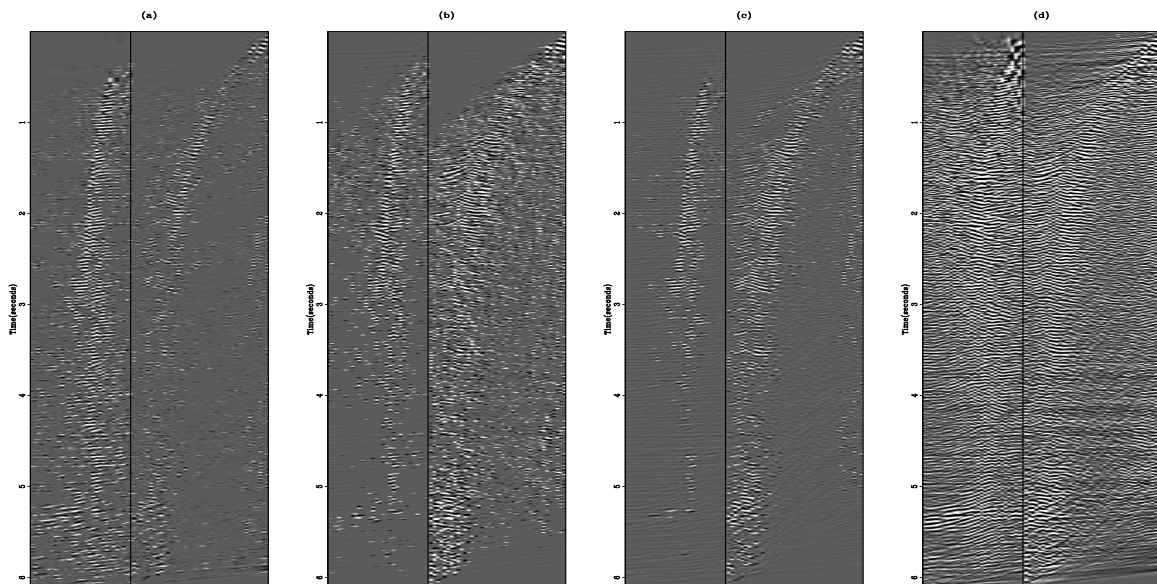 (a) (b) (c) (d)
1 1 1 1
2 2 2 2
Time(seconds) Time(seconds) Time(seconds) Time(seconds)
3 3 3 3
4 4 4 4
5 5 5 5
6 6 6 6